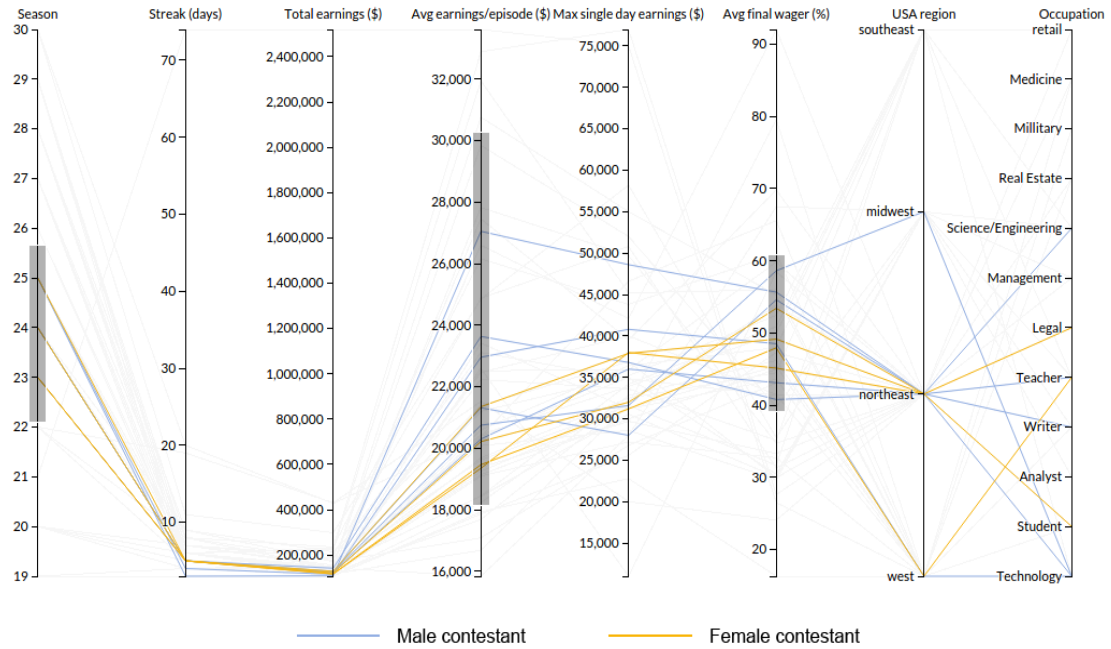 Season Streak (days) Total earnings ($) Avg earnings/episode ($) Max single day earnings ($) Avg final wager (%) USA region Occupation
30 southeast retail
29 70 2,400,000 32,000 75,000 90 Medicine
28 60 2,200,000 30,000 70,000 80 Millitary
27 50 2,000,000 28,000 65,000 70 Real Estate
26 40 1,800,000 26,000 60,000 60 midwest Science/Engineering
25 30 1,600,000 24,000 55,000 50 northeast Management
24 20 1,400,000 22,000 50,000 40 west Legal
23 10 1,200,000 20,000 45,000 30 Teacher
22 1,000,000 18,000 40,000 20 Writer
21 800,000 16,000 35,000 Analyst
20 600,000 30,000 Student
19 400,000 25,000 Technology
200,000 20,000
15,000
Male contestant Female contestant